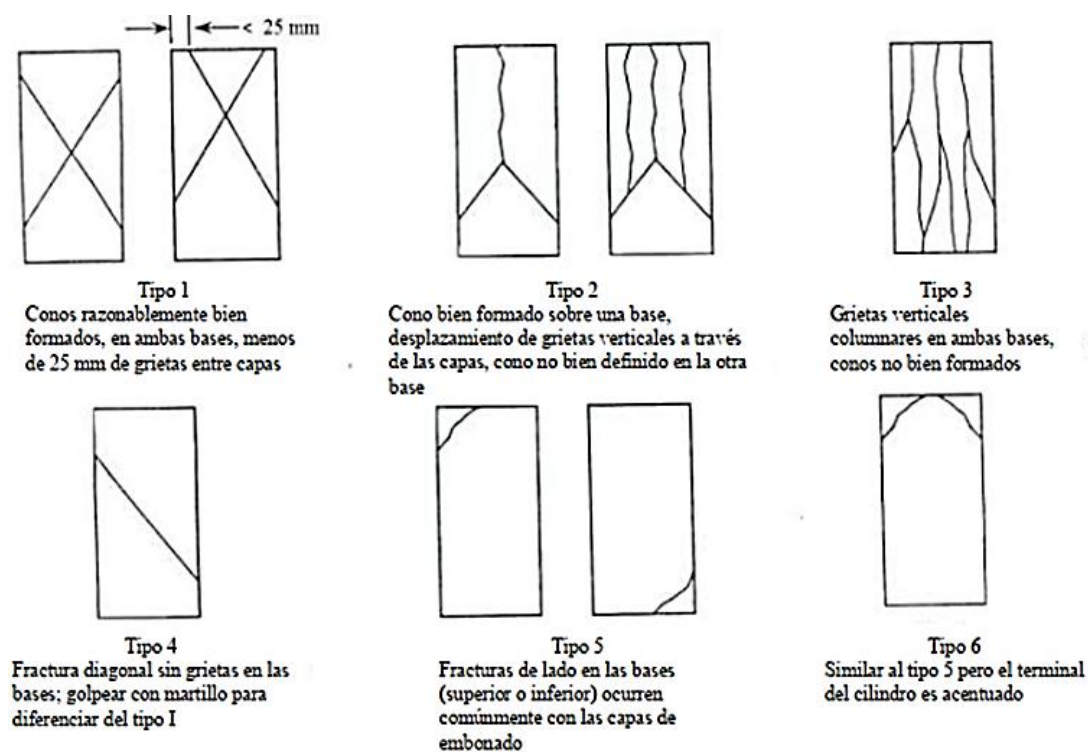 < 25 mm
Tipo 1
Conos razonablemente bien
formados, en ambas bases, menos
de 25 mm de grietas entre capas
Tipo 2
Cono bien formado sobre una base,
desplazamiento de grietas verticales a través
de las capas, cono no bien definido en la otra
base
Tipo 3
Grietas verticales
columnares en ambas bases,
conos no bien formados
Tipo 4
Fractura diagonal sin grietas en las
bases; golpear con martillo para
diferenciar del tipo I
Tipo 5
Fracturas de lado en las bases
(superior o inferior) ocurren
comúnmente con las capas de
embonado
Tipo 6
Similar al tipo 5 pero el terminal
del cilindro es acentuado